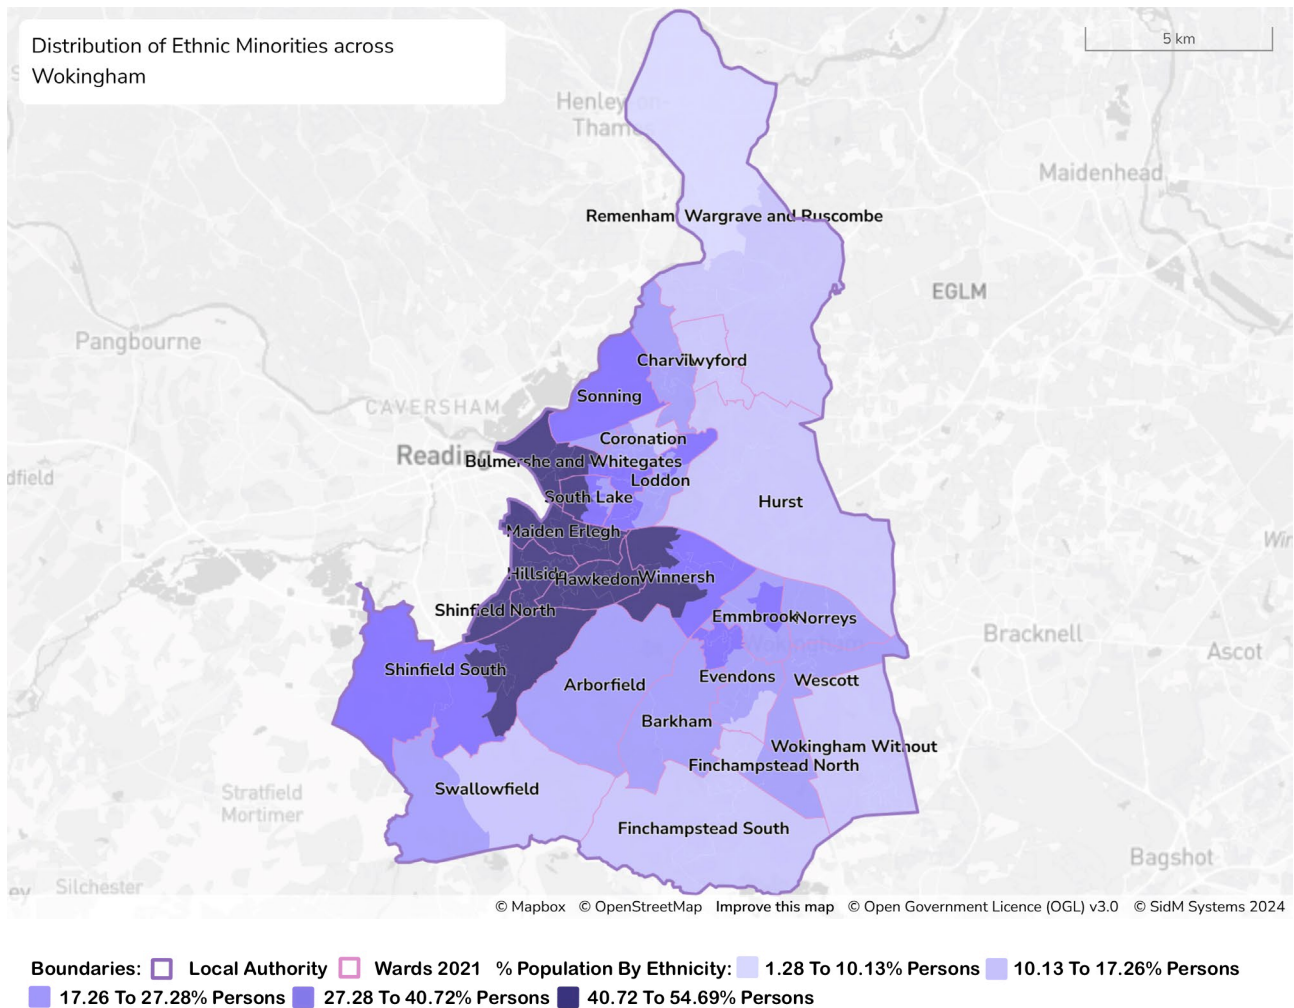 Distribution of Ethnic Minorities across
Wokingham
5 km
Henley-on-
Thames
Maidenhead
Remenham, Wargrave and Ruscombe
EGLM
Pangbourne
Charvil
Twyford
Sonning
CAVERSHAM
Coronation
Reading
Bulmershe and Whitegates
Loddon
dfield
South Lake
Hurst
Maiden Erlegh
Win
Hillside
Hawkedon
Winnersh
Shinfield North
Emmbrook
Norreys
Wokingham
Bracknell
Ascot
Shinfield South
Arborfield
Evendons
Wescott
Barkham
Wokingham Without
Finchampstead North
Swallowfield
Stratfield
Mortimer
Finchampstead South
Bagshot
Silchester
ey
© Mapbox © OpenStreetMap Improve this map © Open Government Licence (OGL) v3.0 © SidM Systems 2024
Boundaries: Local Authority Wards 2021 % Population By Ethnicity: 1.28 To 10.13% Persons 10.13 To 17.26% Persons
17.26 To 27.28% Persons 27.28 To 40.72% Persons 40.72 To 54.69% Persons